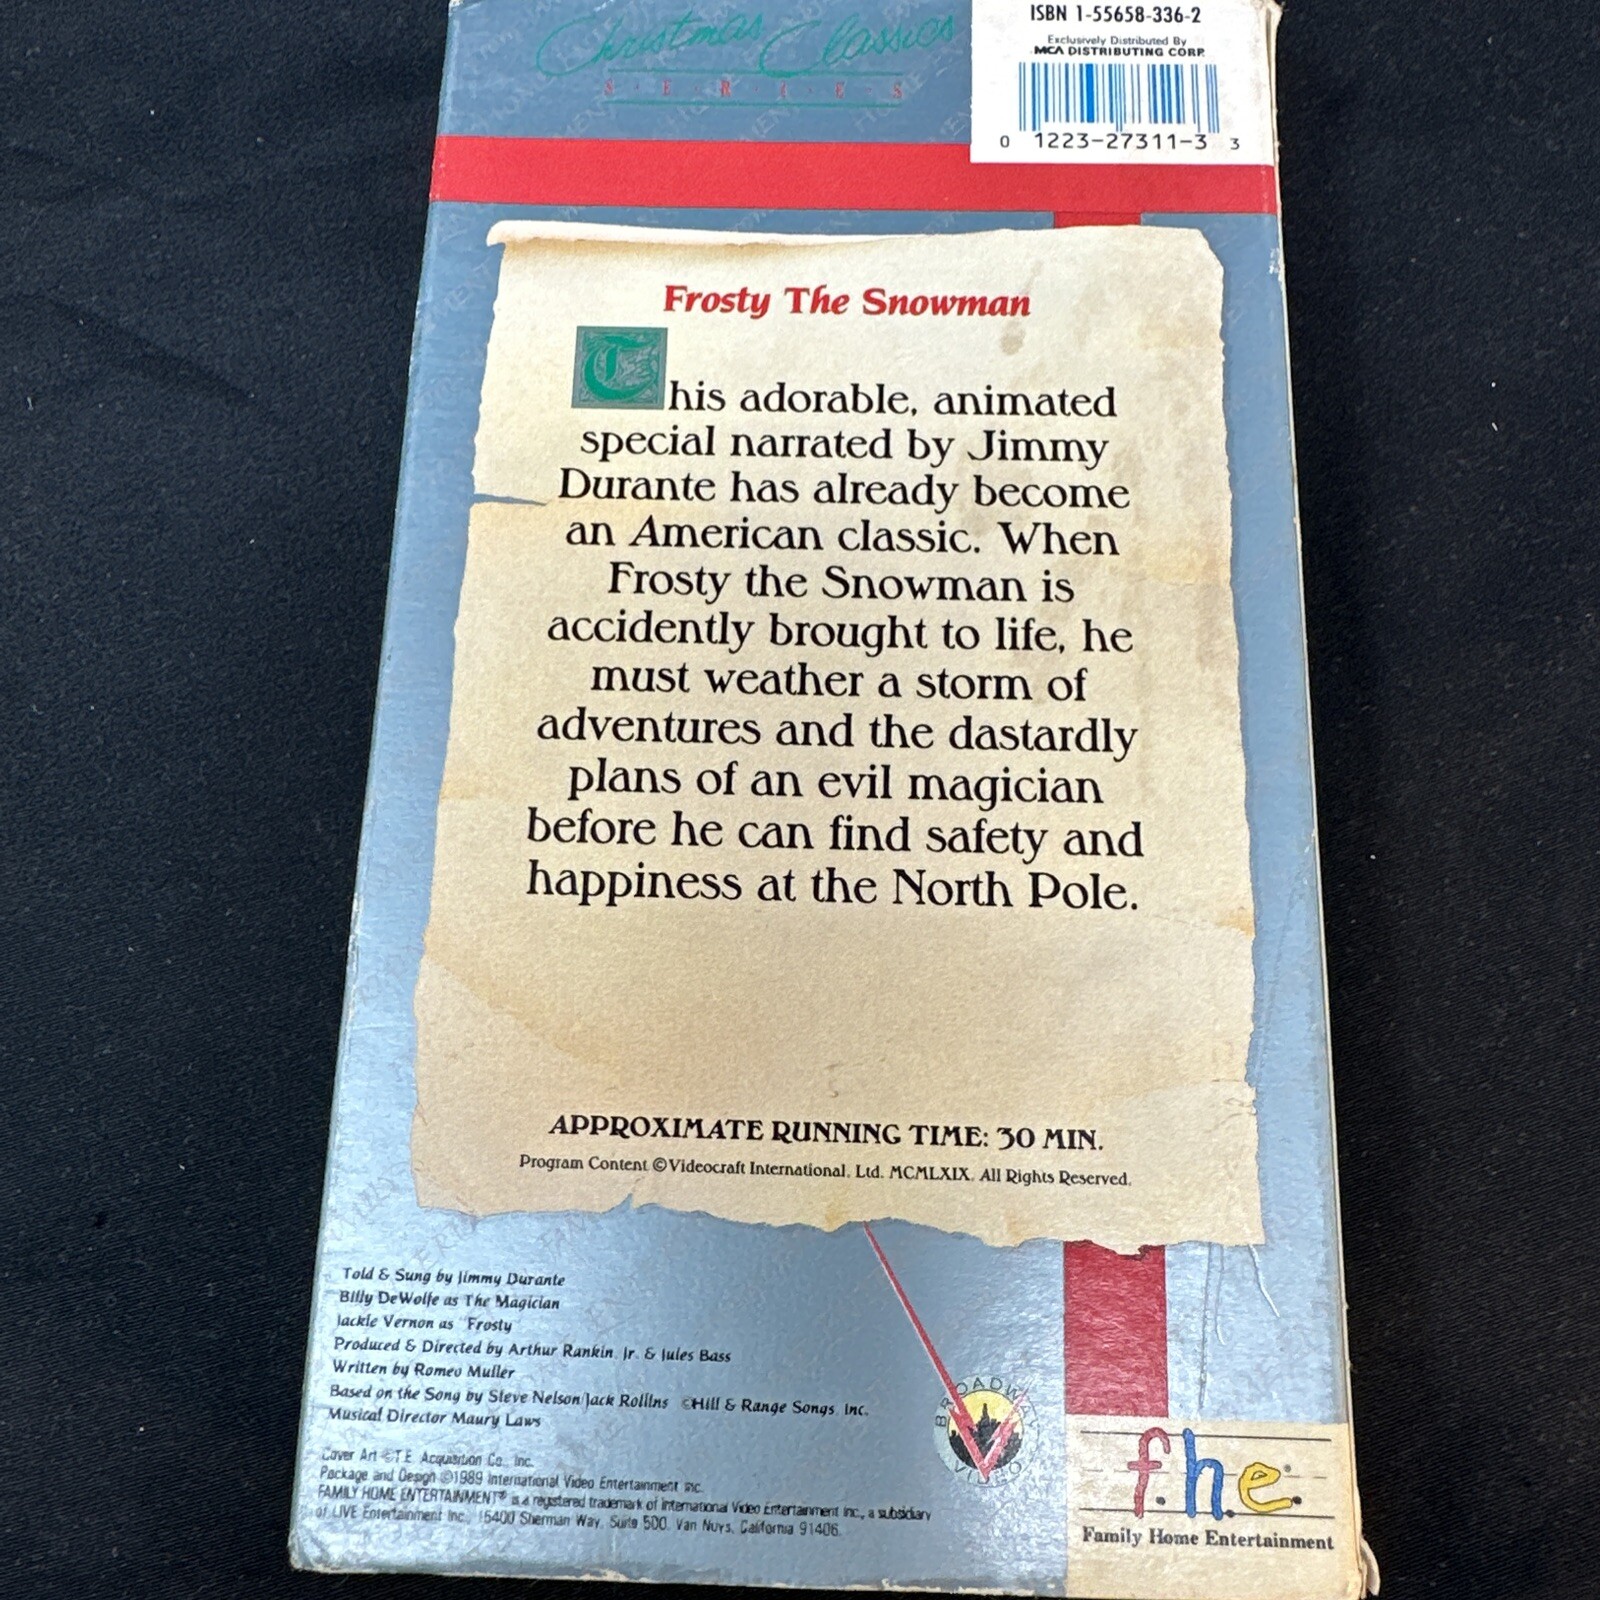 Christmas Classics
S·E·R·I·E·S
ISBN 1-55658-336-2
Exclusively Distributed By
MCA DISTRIBUTING CORP.
0 1223-27311-3 3
Frosty The Snowman
This adorable, animated
special narrated by Jimmy
Durante has already become
an American classic. When
Frosty the Snowman is
accidently brought to life, he
must weather a storm of
adventures and the dastardly
plans of an evil magician
before he can find safety and
happiness at the North Pole.
APPROXIMATE RUNNING TIME: 30 MIN.
Program Content ©Videocraft International, Ltd. MCMLXIX. All Rights Reserved.
Told & Sung by Jimmy Durante
Billy DeWolfe as The Magician
Jackie Vernon as "Frosty"
Produced & Directed by Arthur Rankin, Jr. & Jules Bass
Written by Romeo Muller
Based on the Song by Steve Nelson/Jack Rollins ©Hill & Range Songs, Inc.
Musical Director Maury Laws
Cover Art ©T.E. Acquisition Co., Inc.
Package and Design ©1989 International Video Entertainment Inc.
FAMILY HOME ENTERTAINMENT® is a registered trademark of International Video Entertainment Inc., a subsidiary
of LIVE Entertainment Inc., 15400 Sherman Way, Suite 500, Van Nuys, California 91406.
BROADWAY
VIDEO
f.h.e.
Family Home Entertainment